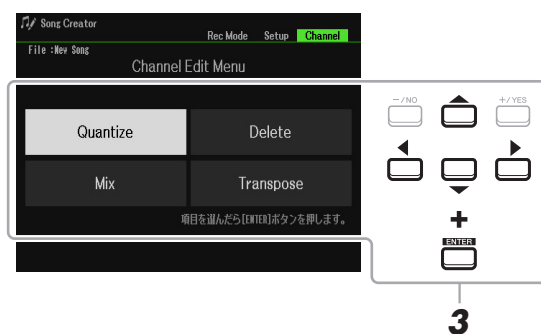 Song Creator
Rec Mode Setup Channel
File :New Song
Channel Edit Menu
-/NO +/YES
Quantize Delete
Mix Transpose
項目を選んだら[ENTER]ボタンを押します。
+
ENTER
3